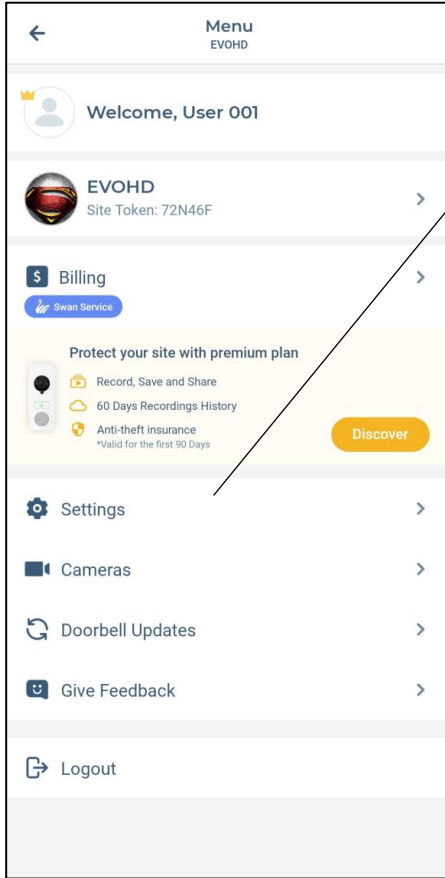 Menu
EVOHD
Welcome, User 001
EVOHD
Site Token: 72N46F
$ Billing
Swan Service
Protect your site with premium plan
Record, Save and Share
60 Days Recordings History
Anti-theft insurance
*Valid for the first 90 Days
Discover
Settings
Cameras
Doorbell Updates
Give Feedback
Logout